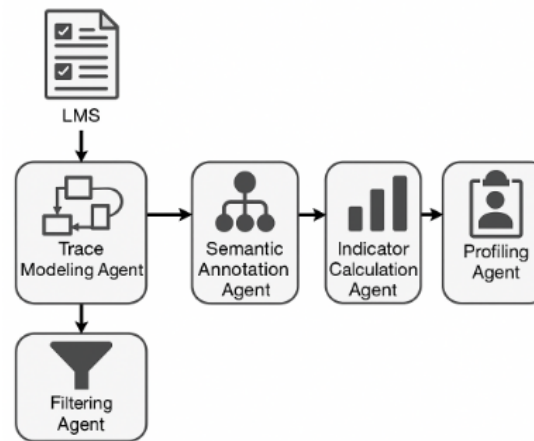 LMS
Trace
Modeling Agent
Semantic
Annotation
Agent
Indicator
Calculation
Agent
Profiling
Agent
Filtering
Agent